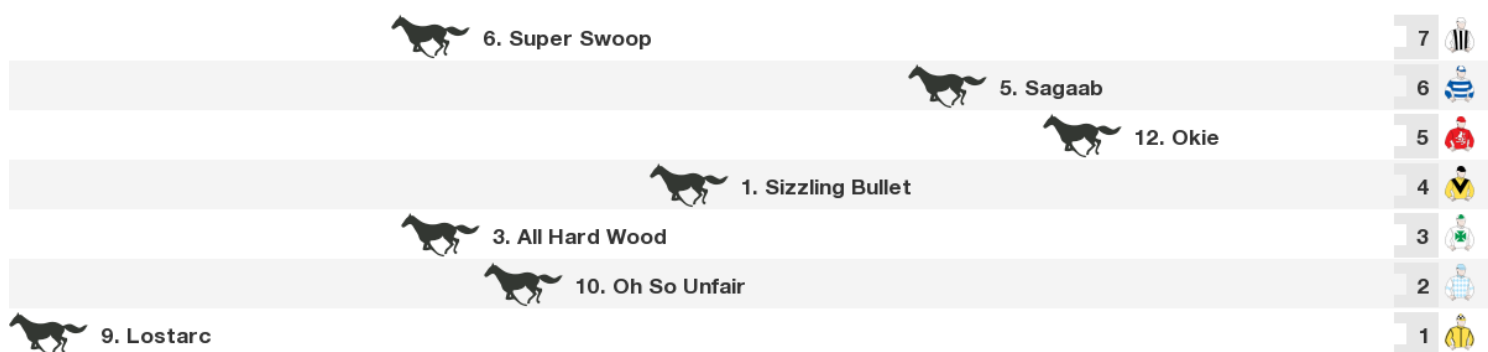 6. Super Swoop 7
5. Sagaab 6
12. Okie 5
1. Sizzling Bullet 4
3. All Hard Wood 3
10. Oh So Unfair 2
9. Lostarc 1